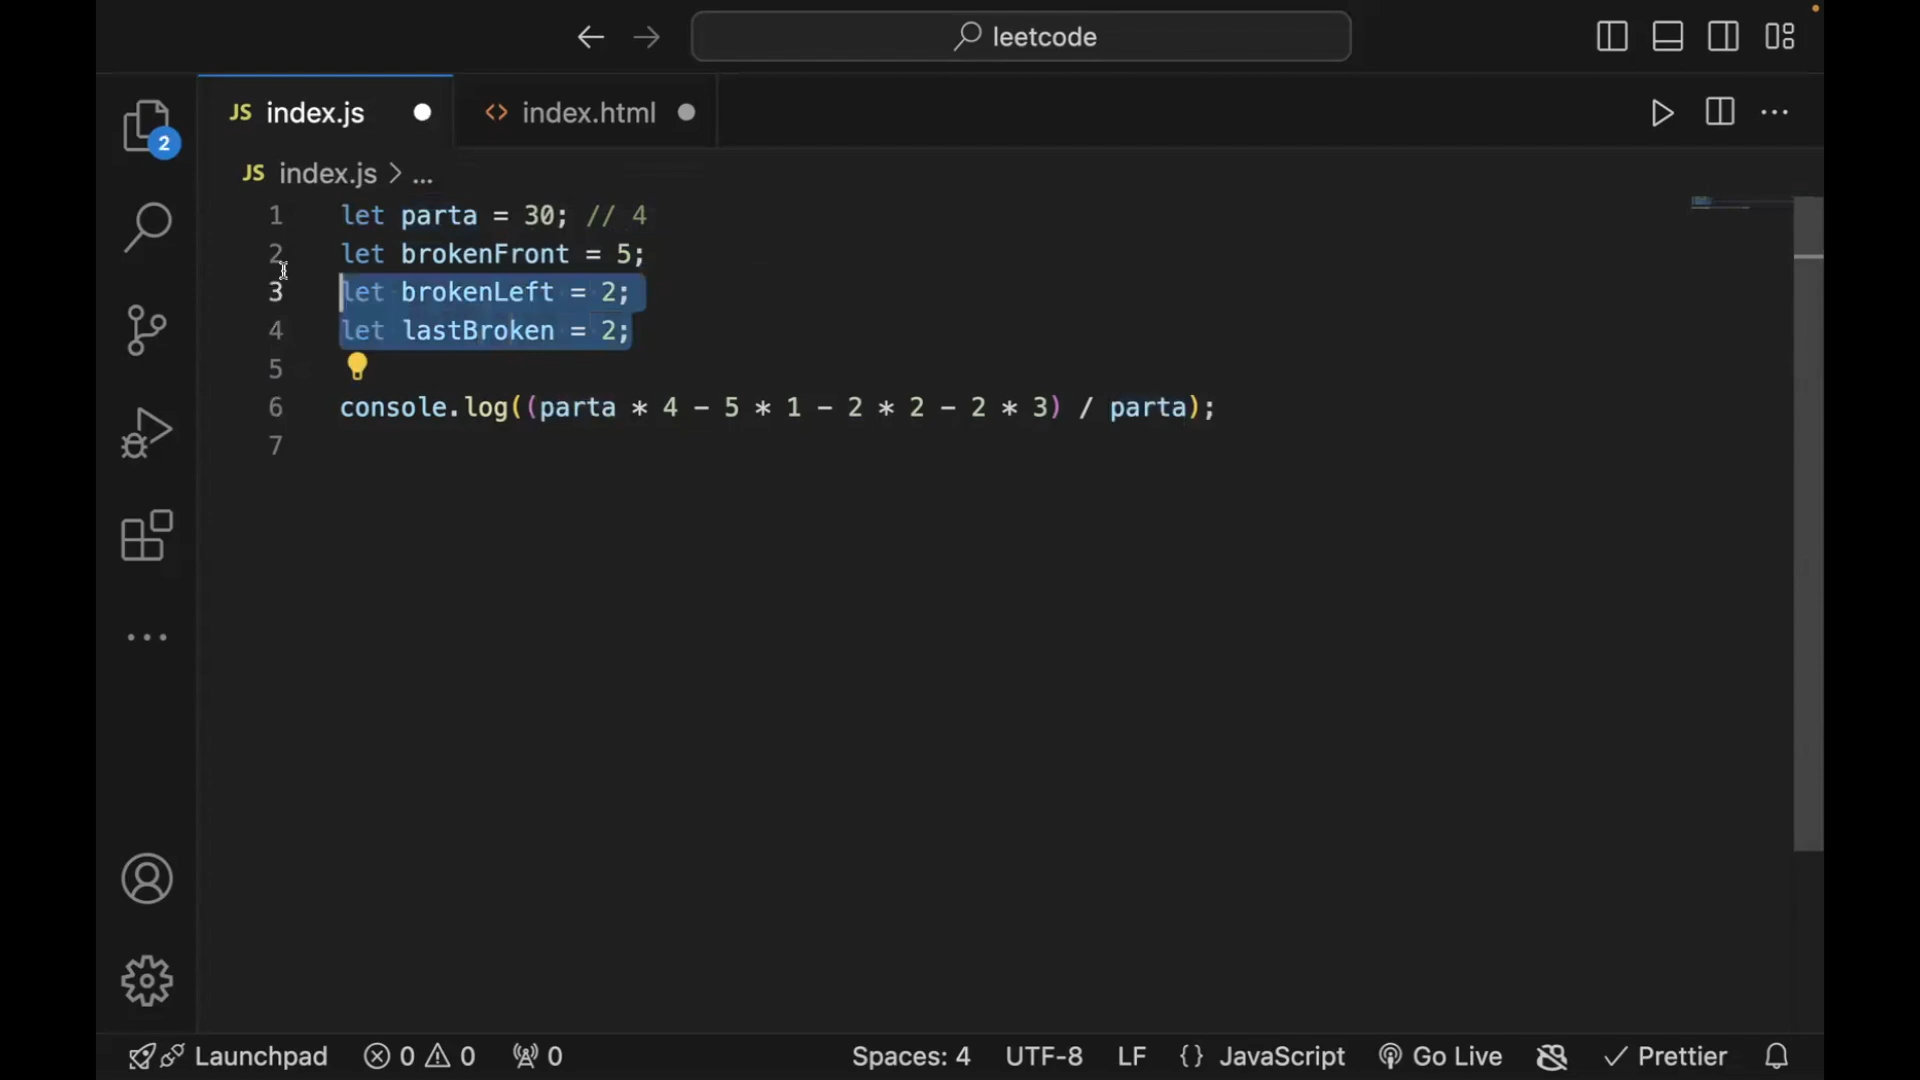 leetcode
JS index.js
<> index.html
2
JS index.js > ...
1 let parta = 30; // 4
2 let brokenFront = 5;
3 let brokenLeft = 2;
4 let lastBroken = 2;
5
6 console.log((parta * 4 - 5 * 1 - 2 * 2 - 2 * 3) / parta);
7
Launchpad 0 0 0 Spaces: 4 UTF-8 LF {} JavaScript Go Live Prettier